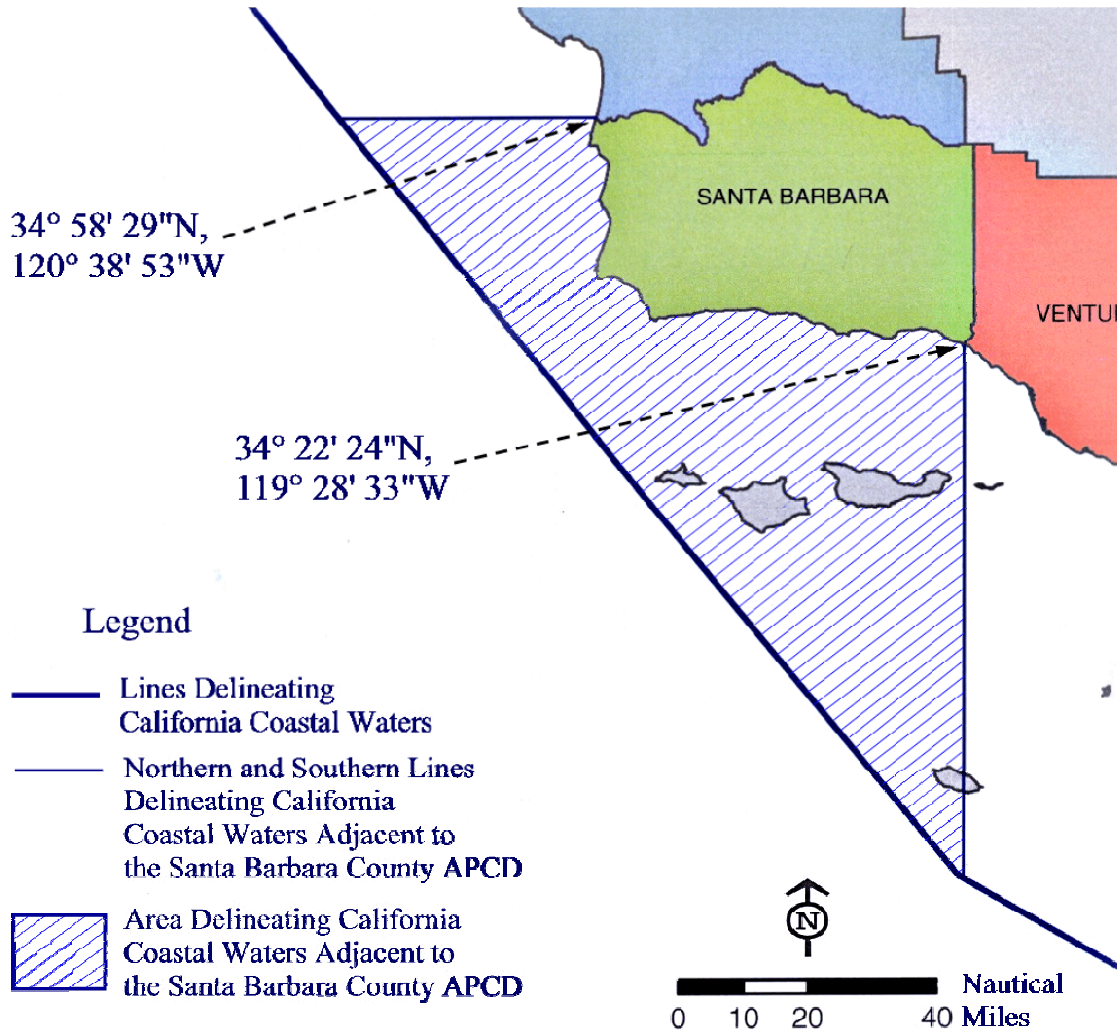 SANTA BARBARA
34° 58' 29"N,
120° 38' 53"W
VENTU
34° 22' 24"N,
119° 28' 33"W
Legend
Lines Delineating
California Coastal Waters
Northern and Southern Lines
Delineating California
Coastal Waters Adjacent to
the Santa Barbara County APCD
Area Delineating California
Coastal Waters Adjacent to
the Santa Barbara County APCD
N
Nautical
Miles
0 10 20 40